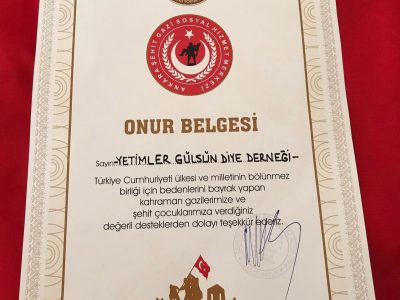 ANKARA ŞEHİT GAZİ SOSYAL HİZMET MERKEZİ
ONUR BELGESİ
Sayın -YETİMLER GÜLSÜN DİYE DERNEĞİ-
Türkiye Cumhuriyeti ülkesi ve milletinin bölünmez
birliği için bedenlerini bayrak yapan
kahraman gazilerimize ve
şehit çocuklarımıza verdiğiniz
değerli desteklerden dolayı teşekkür ederiz.